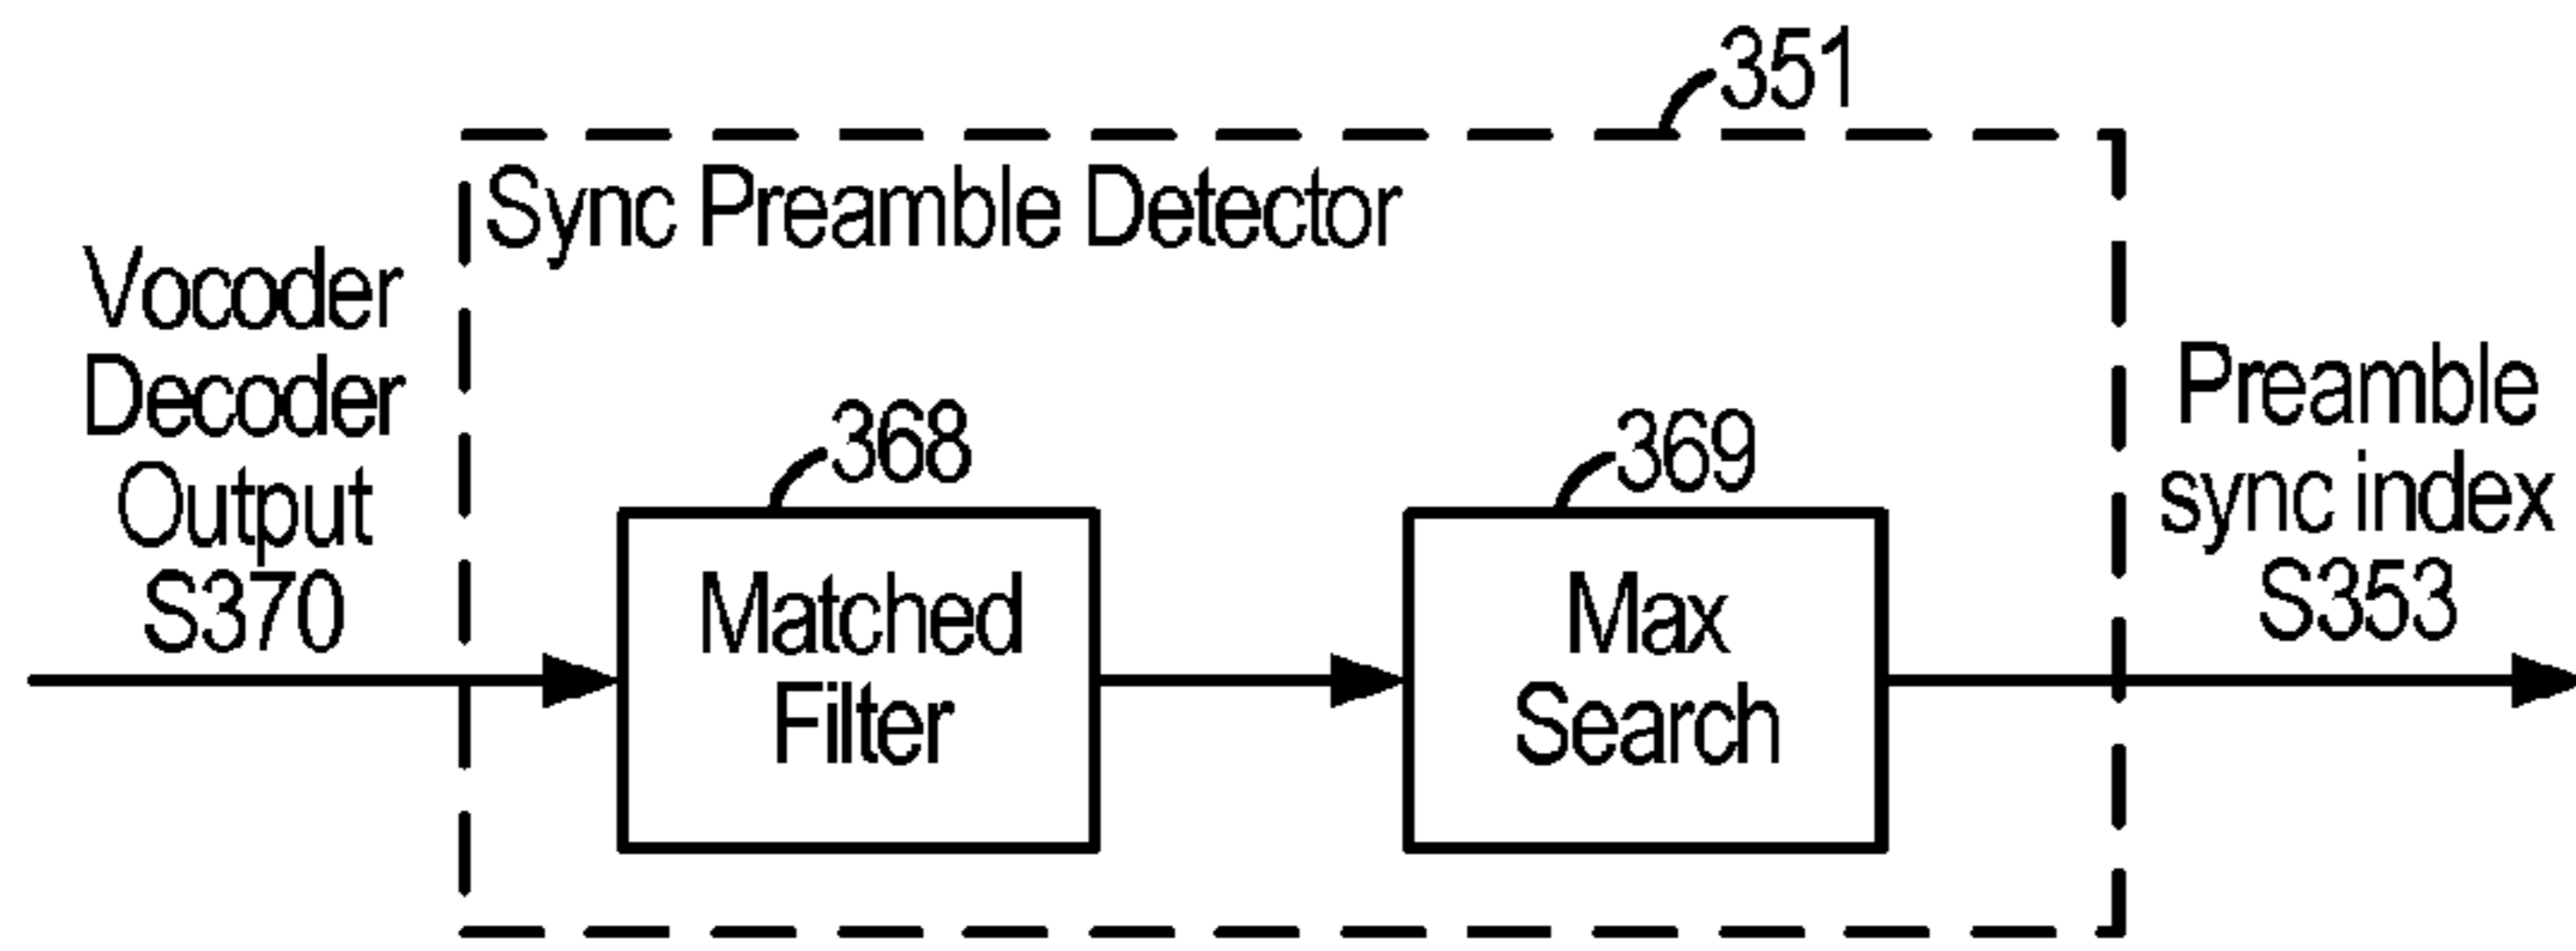 351
Sync Preamble Detector
Vocoder
Decoder
Output
S370
368
Matched
Filter
369
Max
Search
Preamble
sync index
S353